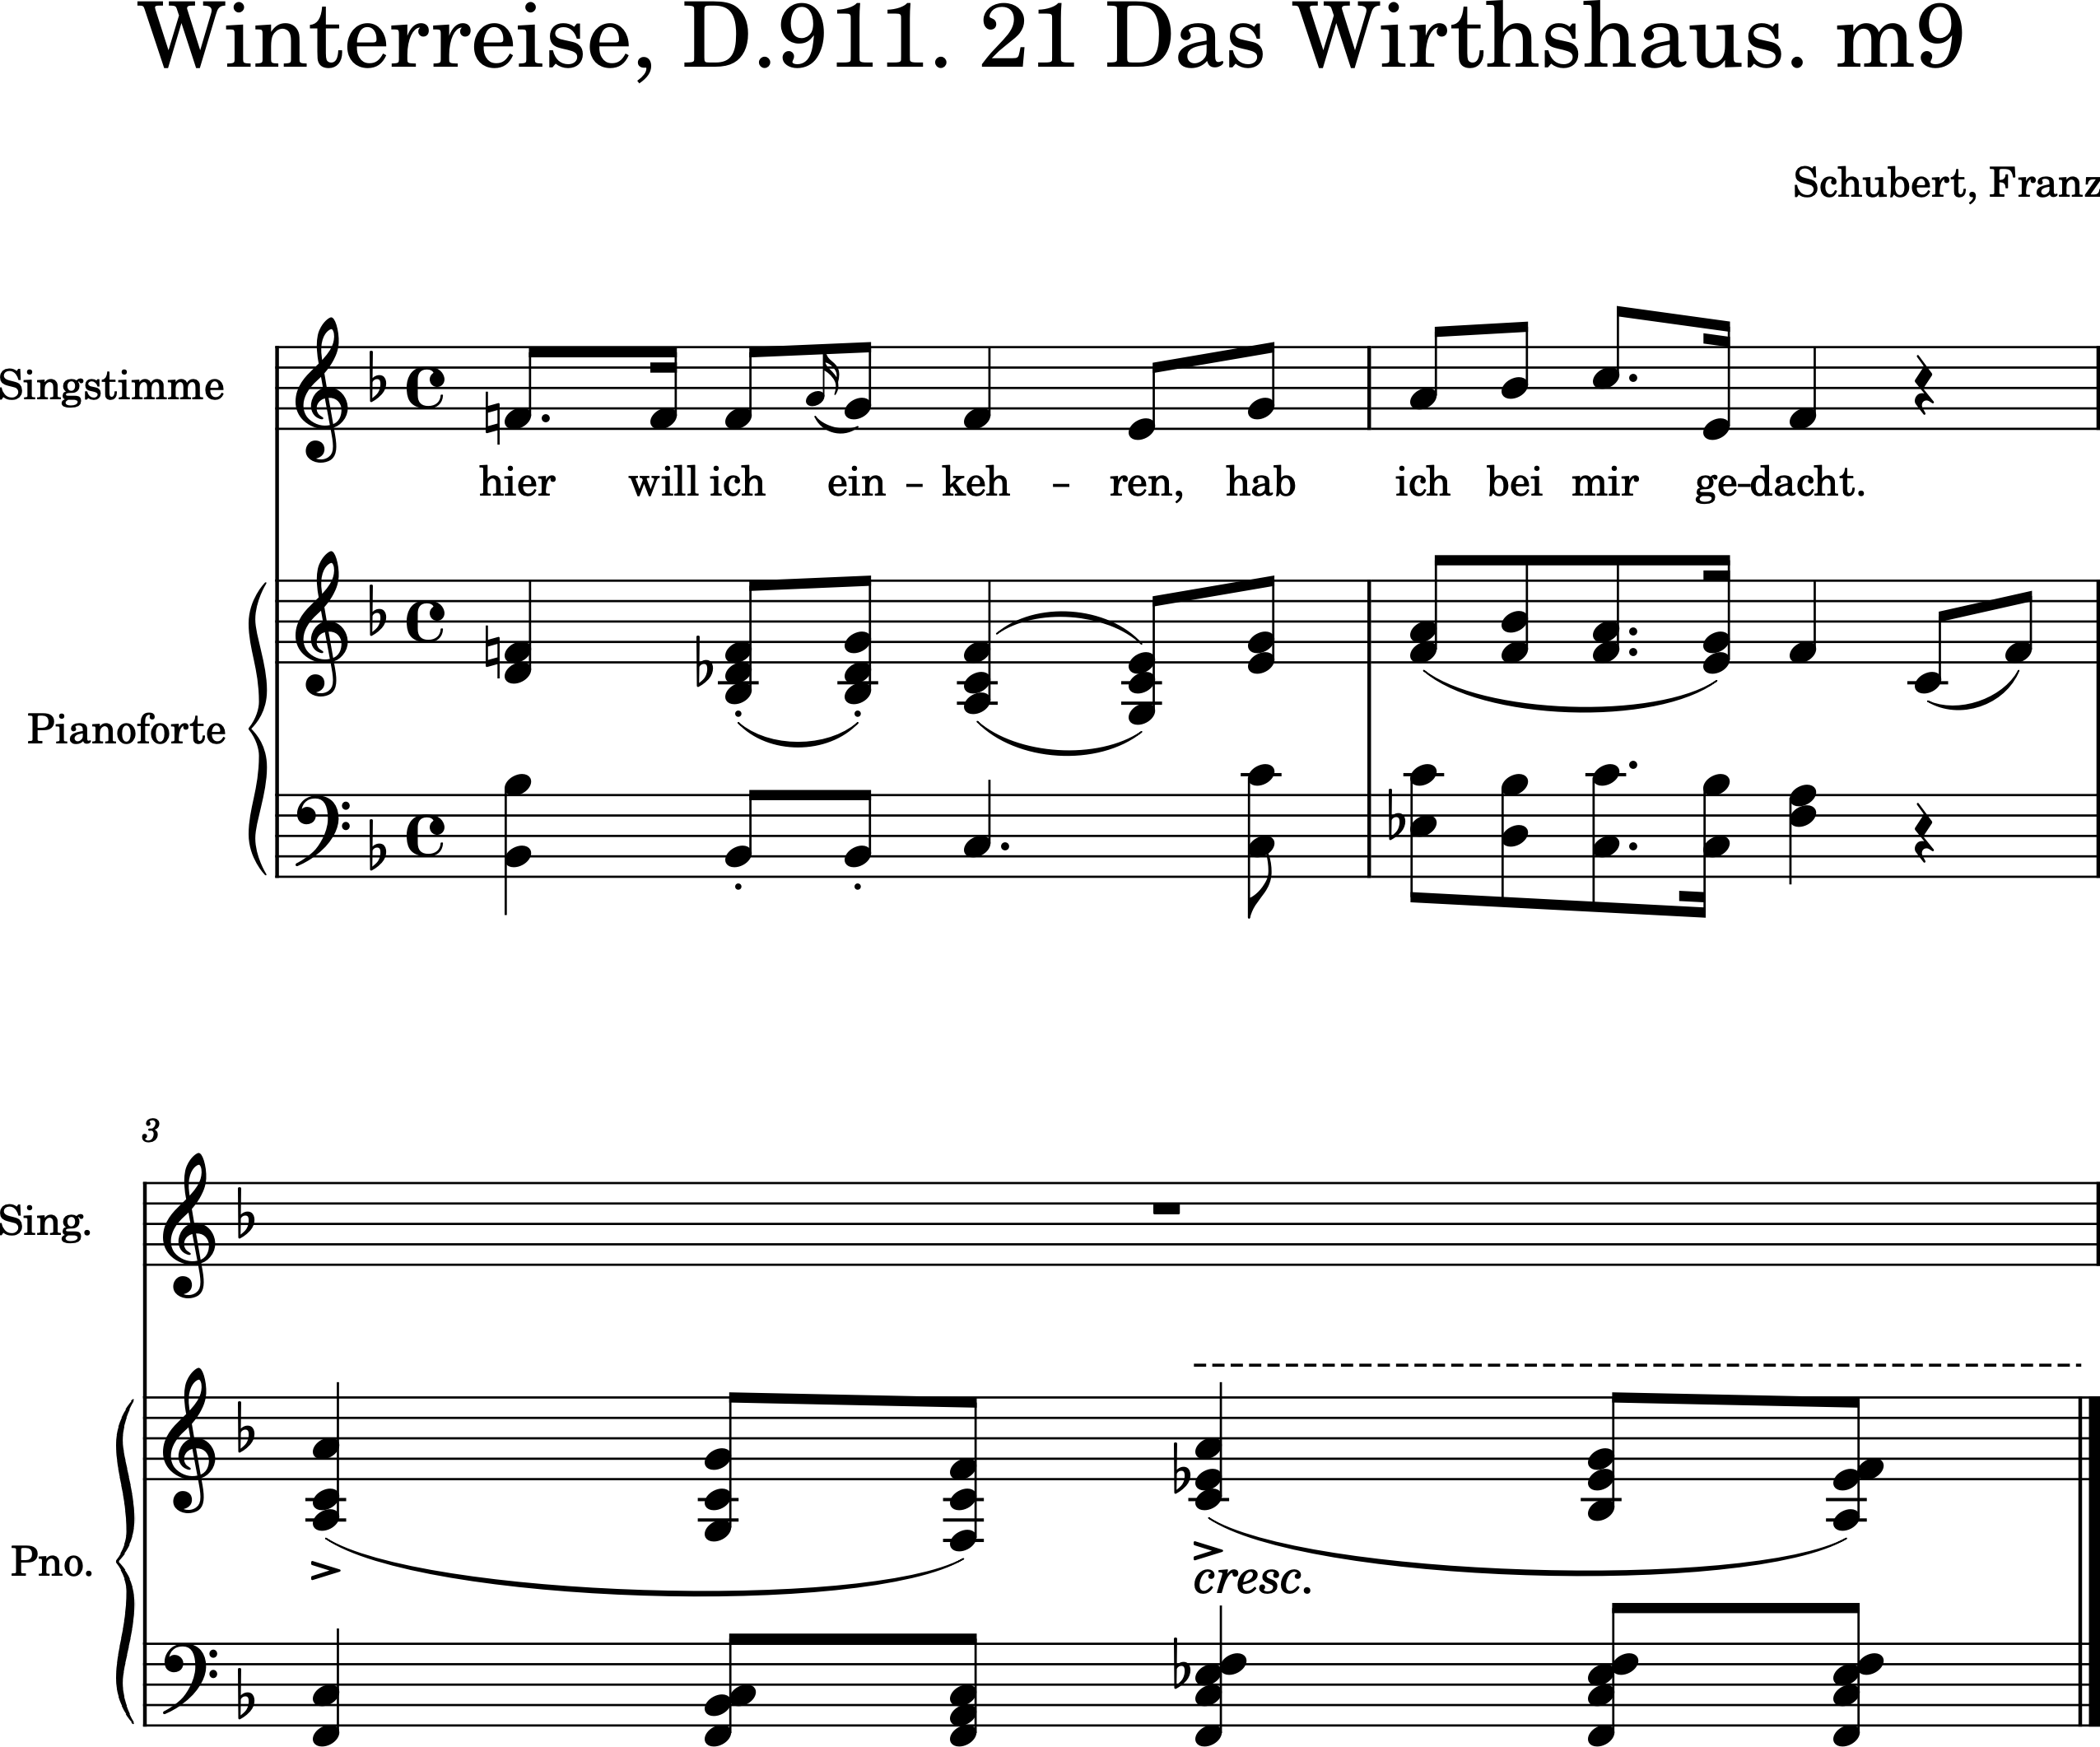 Winterreise, D.911. 21 Das Wirthshaus. m9
Schubert, Franz
Singstimme
hier will ich ein - keh - ren, hab ich bei mir ge-dacht.
Pianoforte
3
Sing.
Pno.
cresc.